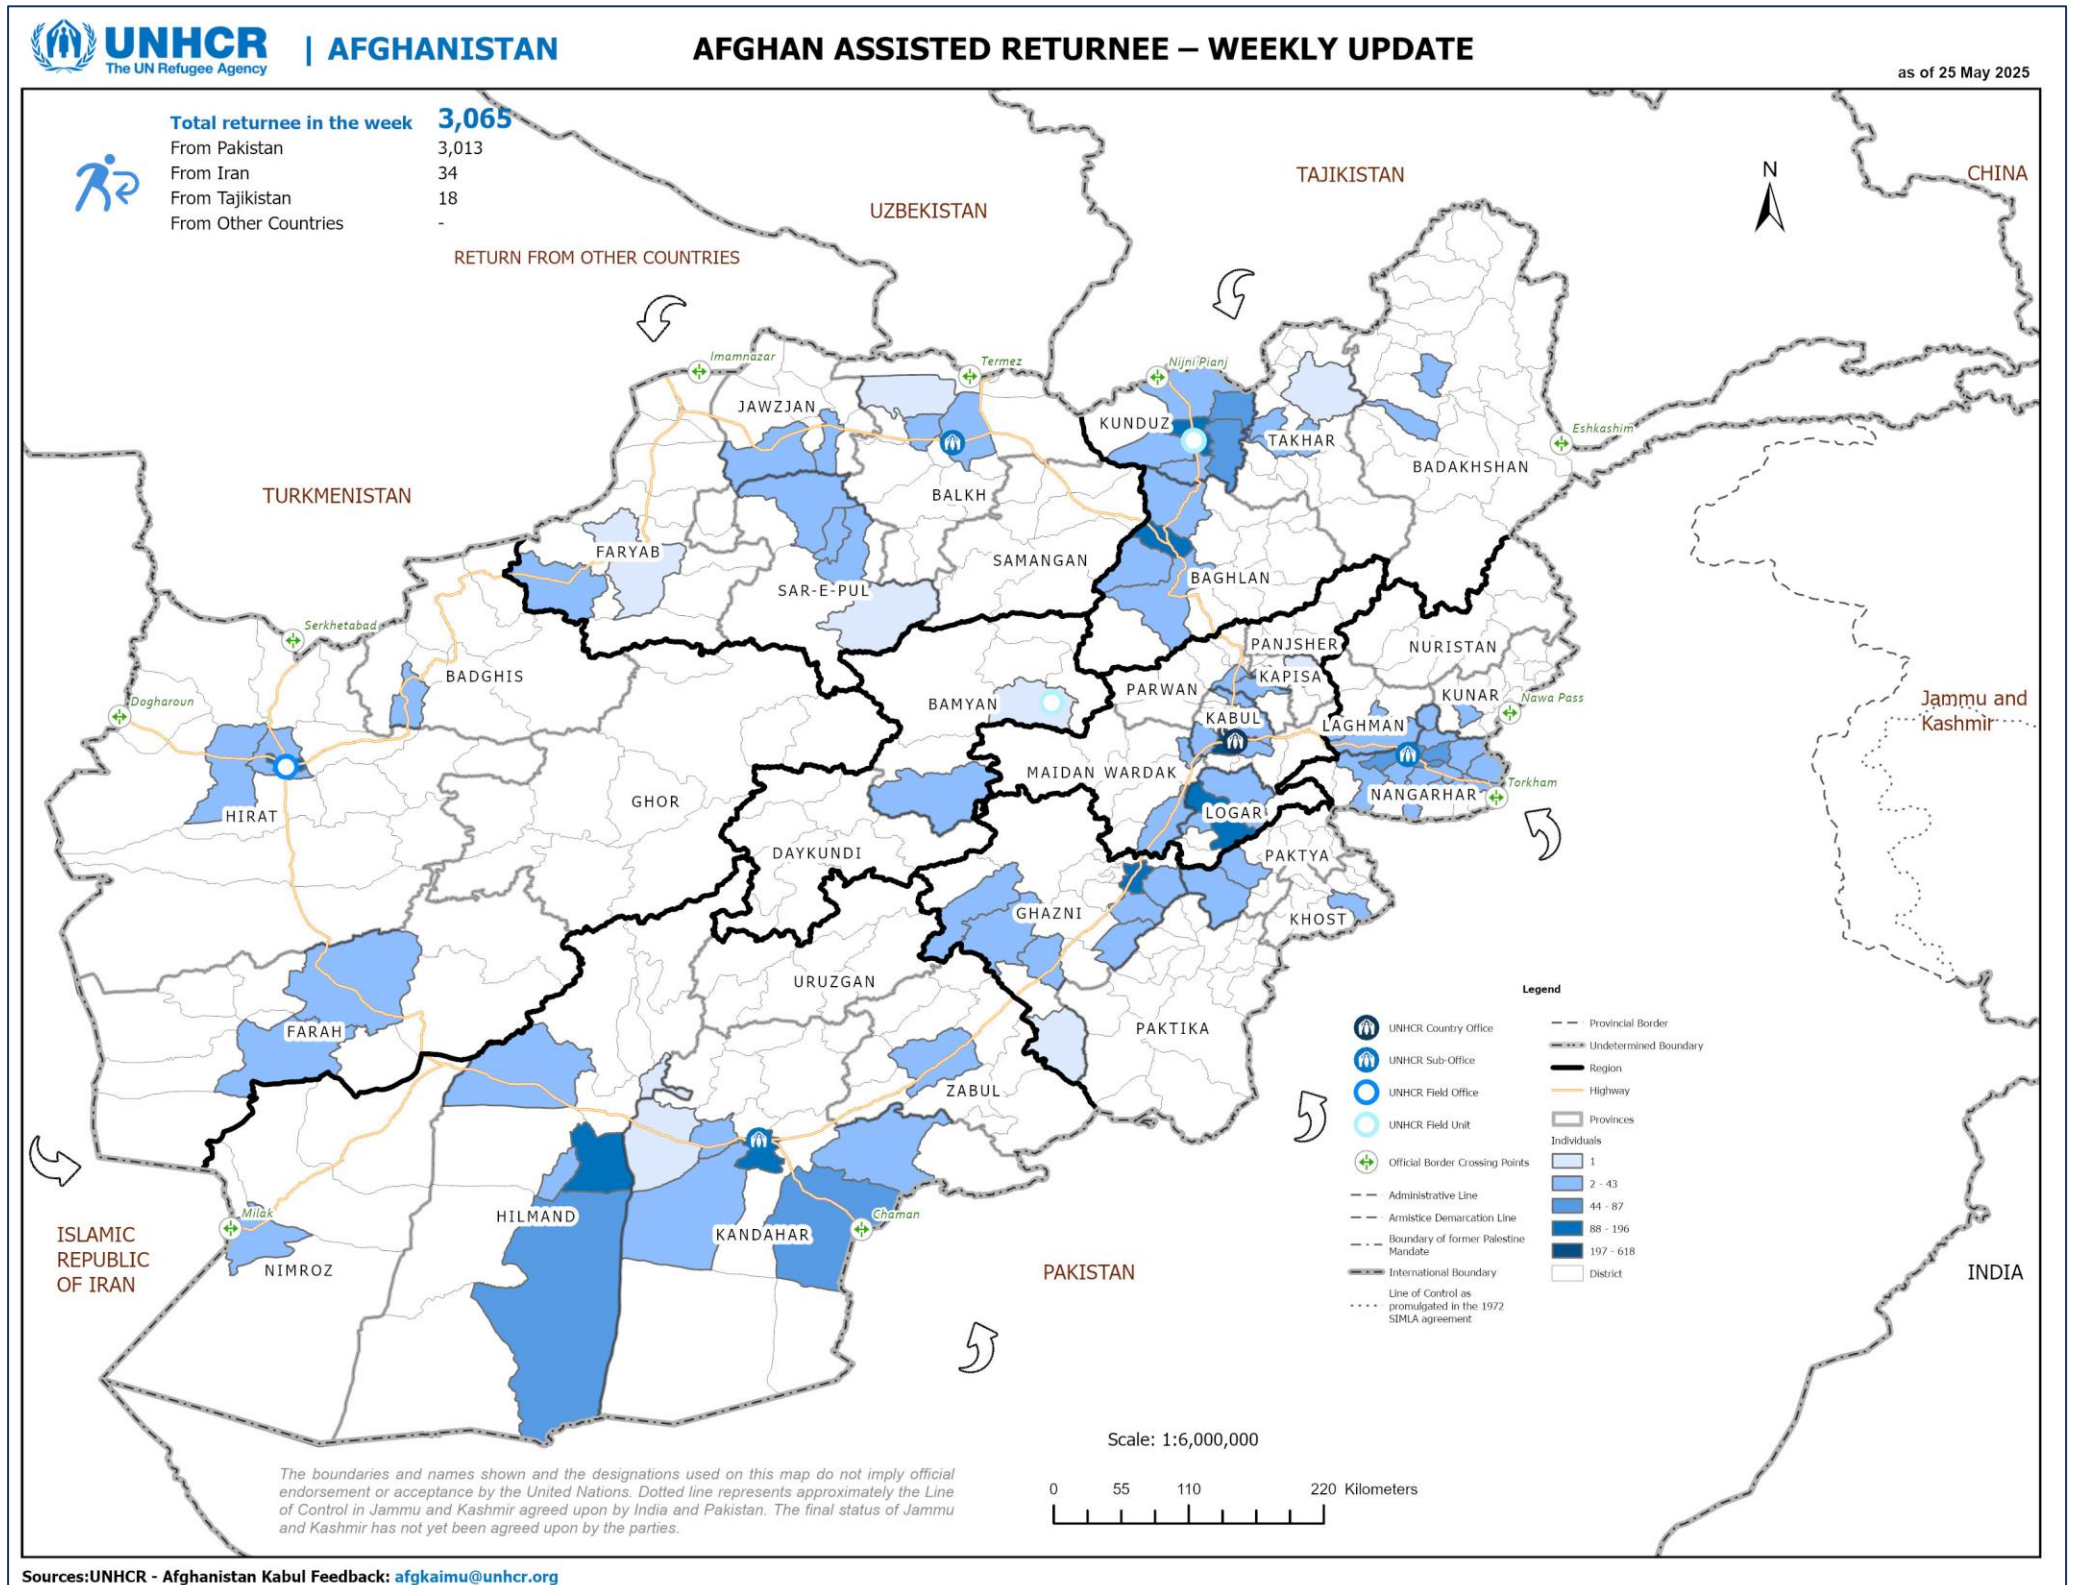 UNHCR
The UN Refugee Agency
| AFGHANISTAN
AFGHAN ASSISTED RETURNEE – WEEKLY UPDATE
as of 25 May 2025
Total returnee in the week 3,065
From Pakistan 3,013
From Iran 34
From Tajikistan 18
From Other Countries -
RETURN FROM OTHER COUNTRIES
UZBEKISTAN
TAJIKISTAN
N
CHINA
Imamnazar
Termez
Nijni Pianj
JAWZJAN
KUNDUZ
TAKHAR
Eshkashim
BADAKHSHAN
TURKMENISTAN
BALKH
FARYAB
SAMANGAN
BAGHLAN
SAR-E-PUL
Serkhetabad
PANJSHER
NURISTAN
BADGHIS
KAPISA
PARWAN
KUNAR
Nawa Pass
Jammu and
Kashmir
Dogharoun
BAMYAN
KABUL
LAGHMAN
MAIDAN WARDAK
Torkham
NANGARHAR
GHOR
LOGAR
HIRAT
DAYKUNDI
PAKTYA
GHAZNI
KHOST
URUZGAN
FARAH
PAKTIKA
ZABUL
HILMAND
KANDAHAR
Chaman
Milak
NIMROZ
ISLAMIC
REPUBLIC
OF IRAN
PAKISTAN
INDIA
Legend
UNHCR Country Office
UNHCR Sub-Office
UNHCR Field Office
UNHCR Field Unit
Official Border Crossing Points
Administrative Line
Armistice Demarcation Line
Boundary of former Palestine
Mandate
International Boundary
Line of Control as
promulgated in the 1972
SIMLA agreement
Provincial Border
Undetermined Boundary
Region
Highway
Provinces
Individuals
1
2 - 43
44 - 87
88 - 196
197 - 618
District
Scale: 1:6,000,000
0 55 110 220 Kilometers
The boundaries and names shown and the designations used on this map do not imply official
endorsement or acceptance by the United Nations. Dotted line represents approximately the Line
of Control in Jammu and Kashmir agreed upon by India and Pakistan. The final status of Jammu
and Kashmir has not yet been agreed upon by the parties.
Sources:UNHCR - Afghanistan Kabul Feedback: afgkaimu@unhcr.org